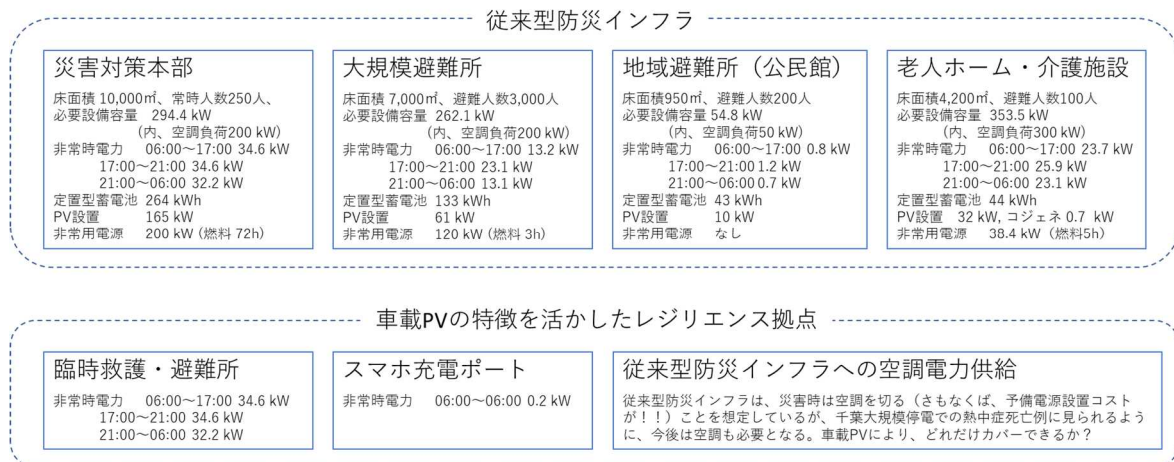 従来型防災インフラ
災害対策本部
床面積 10,000㎡、常時人数250人、
必要設備容量 294.4 kW
(内、空調負荷200 kW)
非常時電力 06:00～17:00 34.6 kW
17:00～21:00 34.6 kW
21:00～06:00 32.2 kW
定置型蓄電池 264 kWh
PV設置 165 kW
非常用電源 200 kW (燃料 72h)
大規模避難所
床面積 7,000㎡、避難人数3,000人
必要設備容量 262.1 kW
(内、空調負荷200 kW)
非常時電力 06:00～17:00 13.2 kW
17:00～21:00 23.1 kW
21:00～06:00 13.1 kW
定置型蓄電池 133 kWh
PV設置 61 kW
非常用電源 120 kW (燃料 3h)
地域避難所（公民館）
床面積950㎡、避難人数200人
必要設備容量 54.8 kW
(内、空調負荷50 kW)
非常時電力 06:00～17:00 0.8 kW
17:00～21:00 1.2 kW
21:00～06:00 0.7 kW
定置型蓄電池 43 kWh
PV設置 10 kW
非常用電源 なし
老人ホーム・介護施設
床面積4,200㎡、避難人数100人
必要設備容量 353.5 kW
(内、空調負荷300 kW)
非常時電力 06:00～17:00 23.7 kW
17:00～21:00 25.9 kW
21:00～06:00 23.1 kW
定置型蓄電池 44 kWh
PV設置 32 kW, コジェネ 0.7 kW
非常用電源 38.4 kW（燃料5h）
車載PVの特徴を活かしたレジリエンス拠点
臨時救護・避難所
非常時電力 06:00～17:00 34.6 kW
17:00～21:00 34.6 kW
21:00～06:00 32.2 kW
スマホ充電ポート
非常時電力 06:00～06:00 0.2 kW
従来型防災インフラへの空調電力供給
従来型防災インフラは、災害時は空調を切る（さもなくば、予備電源設置コスト
が！！）ことを想定しているが、千葉大規模停電での熱中症死亡例に見られるよう
に、今後は空調も必要となる。車載PVにより、どれだけカバーできるか？